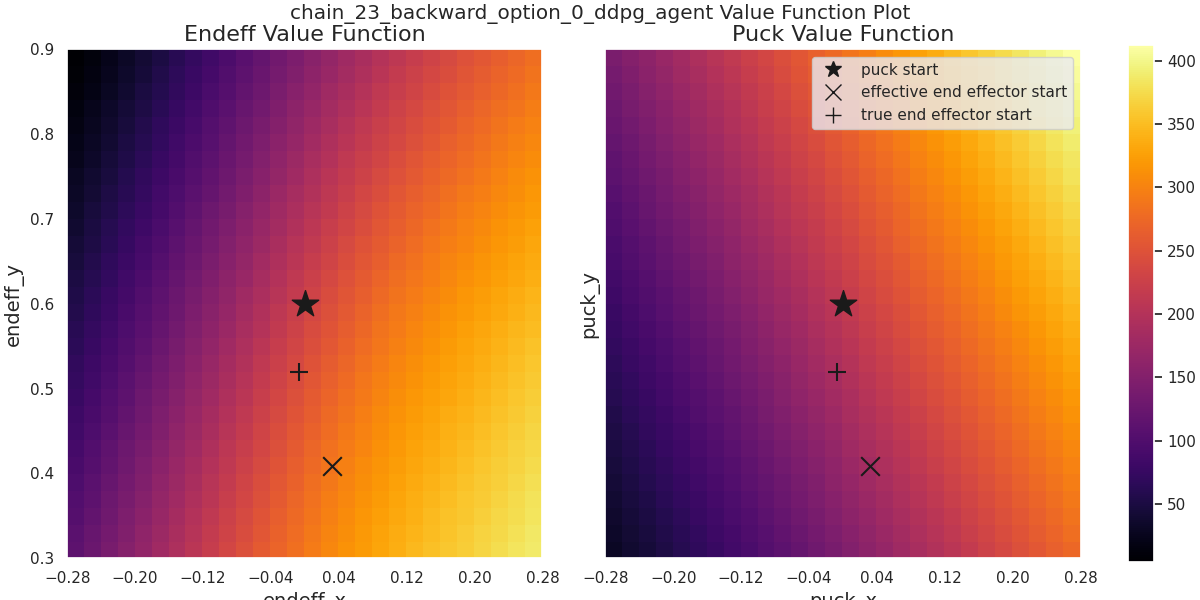 chain_23_backward_option_0_ddpg_agent Value Function Plot
Endeff Value Function
Puck Value Function
endeff_y
0.9
0.8
0.7
0.6
0.5
0.4
0.3
−0.28 −0.20 −0.12 −0.04 0.04 0.12 0.20 0.28
endeff_x
puck_y
puck start
effective end effector start
true end effector start
−0.28 −0.20 −0.12 −0.04 0.04 0.12 0.20 0.28
puck_x
400
350
300
250
200
150
100
50